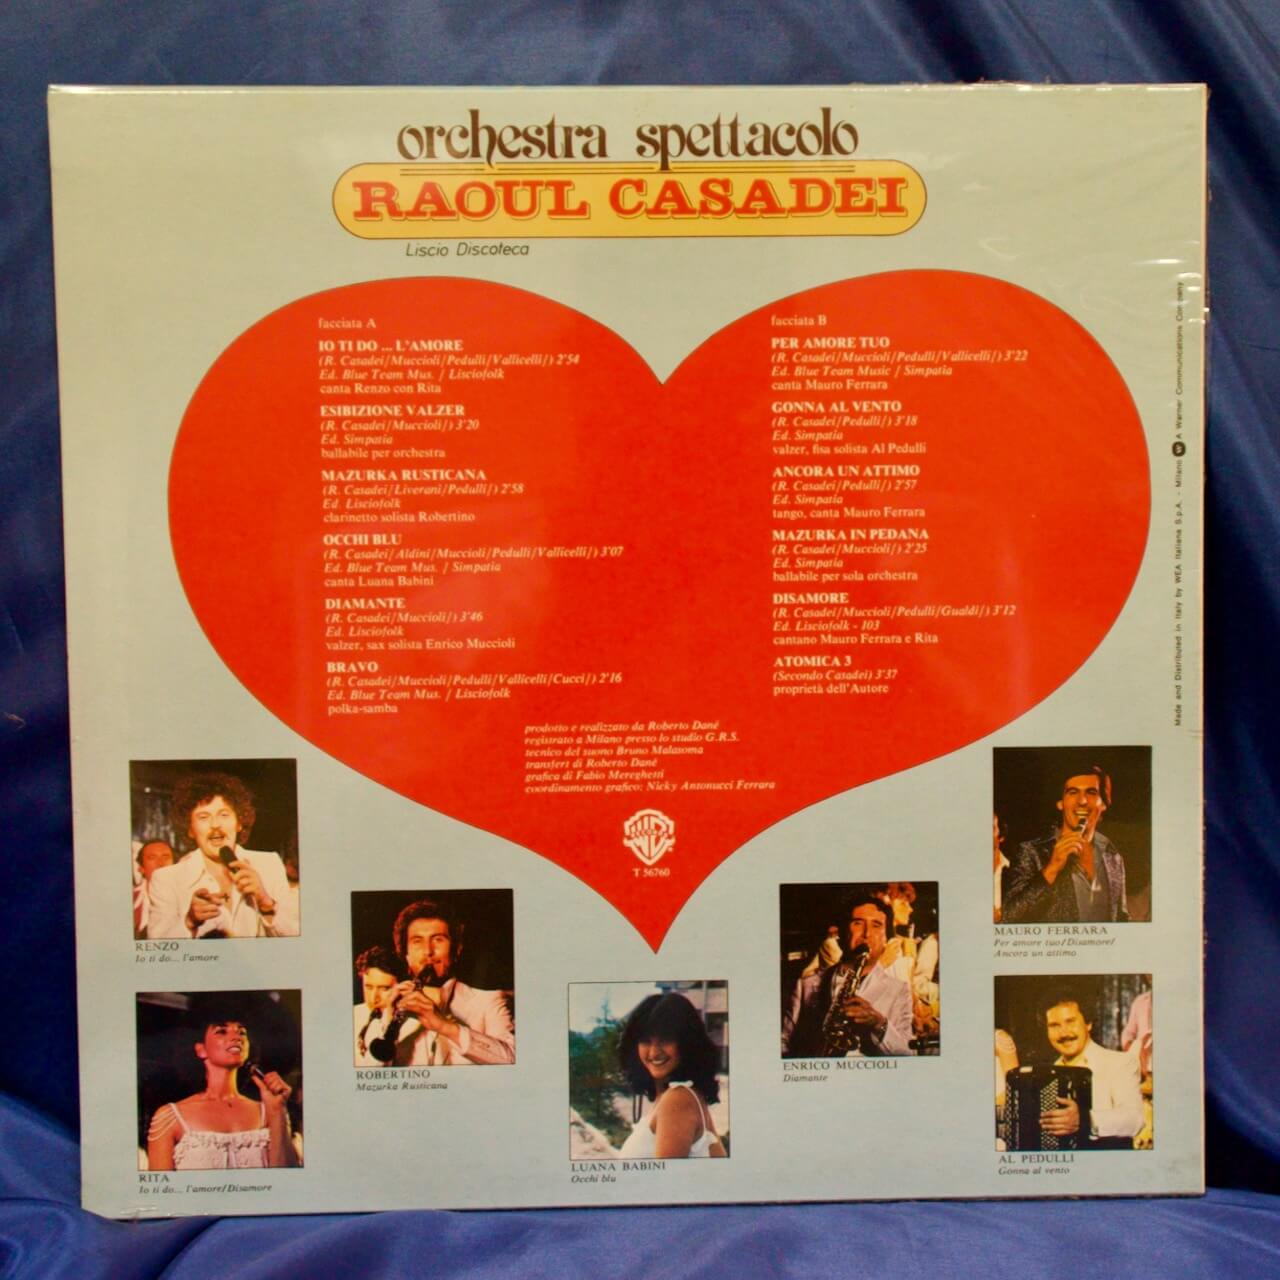 orchestra spettacolo
RAOUL CASADEI
Liscio Discoteca
facciata A
IO TI DO ... L'AMORE
(R. Casadei/Muccioli/Pedulli/Vallicelli/) 2'54
Ed. Blue Team Mus. / Lisciofolk
canta Renzo con Rita
ESIBIZIONE VALZER
(R. Casadei/Muccioli/) 3'20
Ed. Simpatia
ballabile per orchestra
MAZURKA RUSTICANA
(R. Casadei/Liverani/Pedulli/) 2'58
Ed. Lisciofolk
clarinetto solista Robertino
OCCHI BLU
(R. Casadei/Aldini/Muccioli/Pedulli/Vallicelli/) 3'07
Ed. Blue Team Mus. / Simpatia
canta Luana Babini
DIAMANTE
(R. Casadei/Muccioli/) 3'46
Ed. Lisciofolk
valzer, sax solista Enrico Muccioli
BRAVO
(R. Casadei/Muccioli/Pedulli/Vallicelli/Cucci/) 2'16
Ed. Blue Team Mus. / Lisciofolk
polka-samba
facciata B
PER AMORE TUO
(R. Casadei/Muccioli/Pedulli/Vallicelli/) 3'22
Ed. Blue Team Music / Simpatia
canta Mauro Ferrara
GONNA AL VENTO
(R. Casadei/Pedulli/) 3'18
Ed. Simpatia
valzer, fisa solista Al Pedulli
ANCORA UN ATTIMO
(R. Casadei/Pedulli/) 2'57
Ed. Simpatia
tango, canta Mauro Ferrara
MAZURKA IN PEDANA
(R. Casadei/Muccioli/) 2'25
Ed. Simpatia
ballabile per sola orchestra
DISAMORE
(R. Casadei/Muccioli/Pedulli/Gualdi/) 3'12
Ed. Lisciofolk - 103
cantano Mauro Ferrara e Rita
ATOMICA 3
(Secondo Casadei) 3'37
proprietà dell'Autore
prodotto e realizzato da Roberto Dané
registrato a Milano presso lo studio G.R.S.
tecnico del suono Bruno Malasoma
transfert di Roberto Dané
grafica di Fabio Mereghetti
coordinamento grafico: Nicky Antonucci Ferrara
RECORDS
T 56760
Made and Distributed in Italy by WEA Italiana S.p.A. - Milano A Warner Communications Company
RENZO
Io ti do... l'amore
RITA
Io ti do... l'amore/Disamore
ROBERTINO
Mazurka Rusticana
LUANA BABINI
Occhi blu
ENRICO MUCCIOLI
Diamante
MAURO FERRARA
Per amore tuo/Disamore/
Ancora un attimo
AL PEDULLI
Gonna al vento